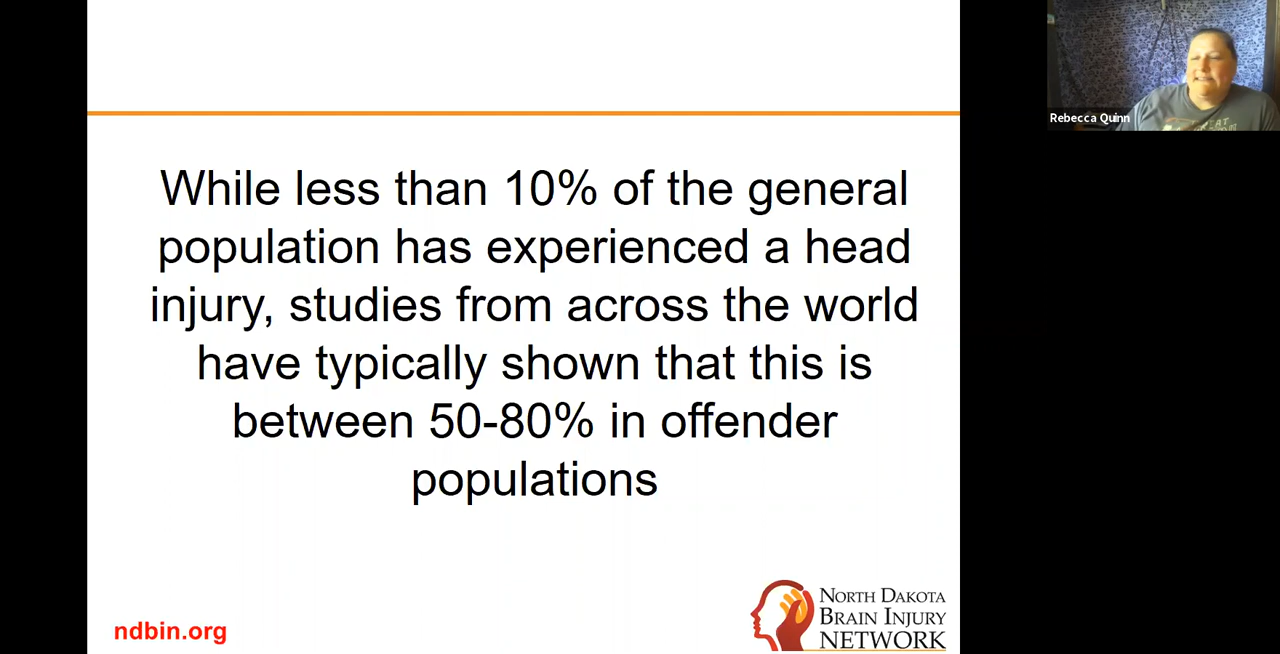 Rebecca Quinn
While less than 10% of the general
population has experienced a head
injury, studies from across the world
have typically shown that this is
between 50-80% in offender
populations
ndbin.org
NORTH DAKOTA
BRAIN INJURY
NETWORK